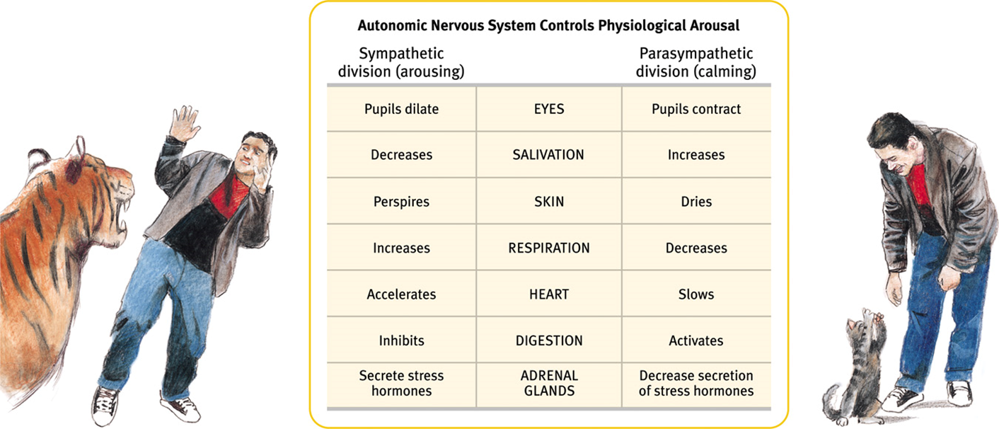 Autonomic Nervous System Controls Physiological Arousal
Sympathetic
division (arousing)
Parasympathetic
division (calming)
Pupils dilate
EYES
Pupils contract
Decreases
SALIVATION
Increases
Perspires
SKIN
Dries
Increases
RESPIRATION
Decreases
Accelerates
HEART
Slows
Inhibits
DIGESTION
Activates
Secrete stress
hormones
ADRENAL
GLANDS
Decrease secretion
of stress hormones